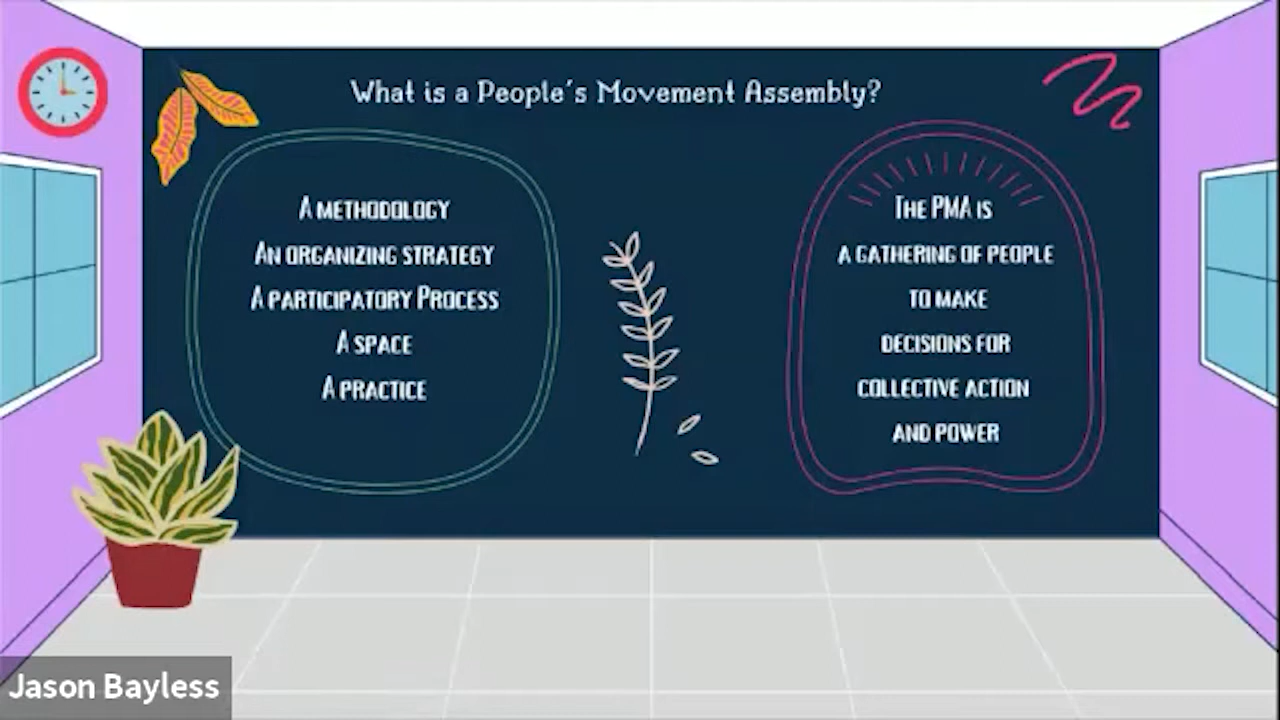 What is a People's Movement Assembly?
A METHODOLOGY
AN ORGANIZING STRATEGY
A PARTICIPATORY PROCESS
A SPACE
A PRACTICE
THE PMA IS
A GATHERING OF PEOPLE
TO MAKE
DECISIONS FOR
COLLECTIVE ACTION
AND POWER
Jason Bayless